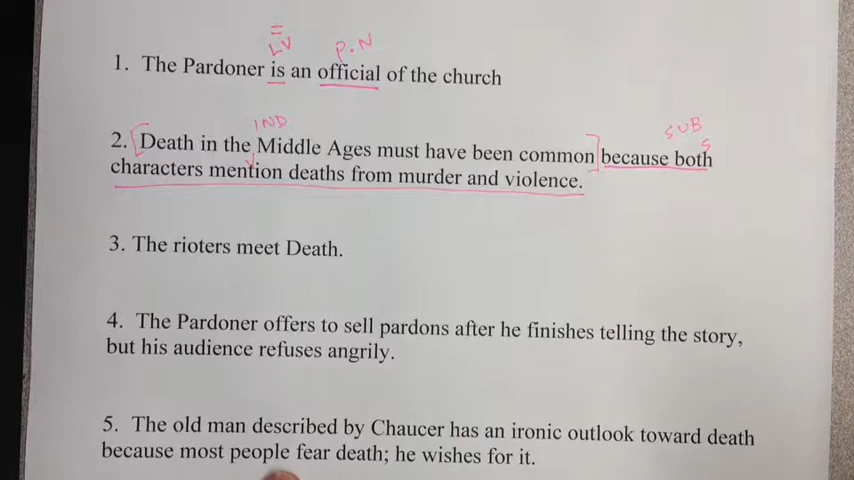 =
LV P.N
1. The Pardoner is an official of the church
IND SUB
S
2. [Death in the Middle Ages must have been common] because both
V
characters mention deaths from murder and violence.
3. The rioters meet Death.
4. The Pardoner offers to sell pardons after he finishes telling the story,
but his audience refuses angrily.
5. The old man described by Chaucer has an ironic outlook toward death
because most people fear death; he wishes for it.